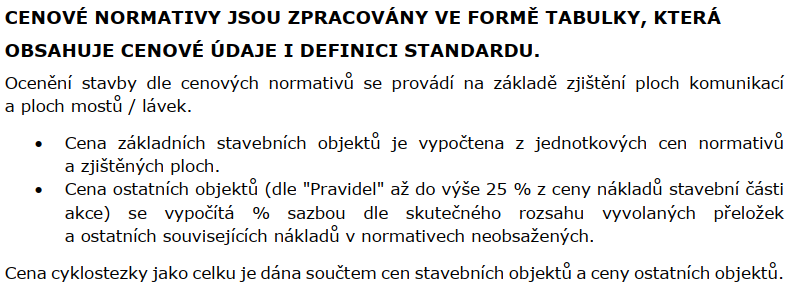 CENOVÉ NORMATIVY JSOU ZPRACOVÁNY VE FORMĚ TABULKY, KTERÁ
OBSAHUJE CENOVÉ ÚDAJE I DEFINICI STANDARDU.
Ocenění stavby dle cenových normativů se provádí na základě zjištění ploch komunikací
a ploch mostů / lávek.
• Cena základních stavebních objektů je vypočtena z jednotkových cen normativů
a zjištěných ploch.
• Cena ostatních objektů (dle "Pravidel" až do výše 25 % z ceny nákladů stavební části
akce) se vypočítá % sazbou dle skutečného rozsahu vyvolaných přeložek
a ostatních souvisejících nákladů v normativech neobsažených.
Cena cyklostezky jako celku je dána součtem cen stavebních objektů a ceny ostatních objektů.